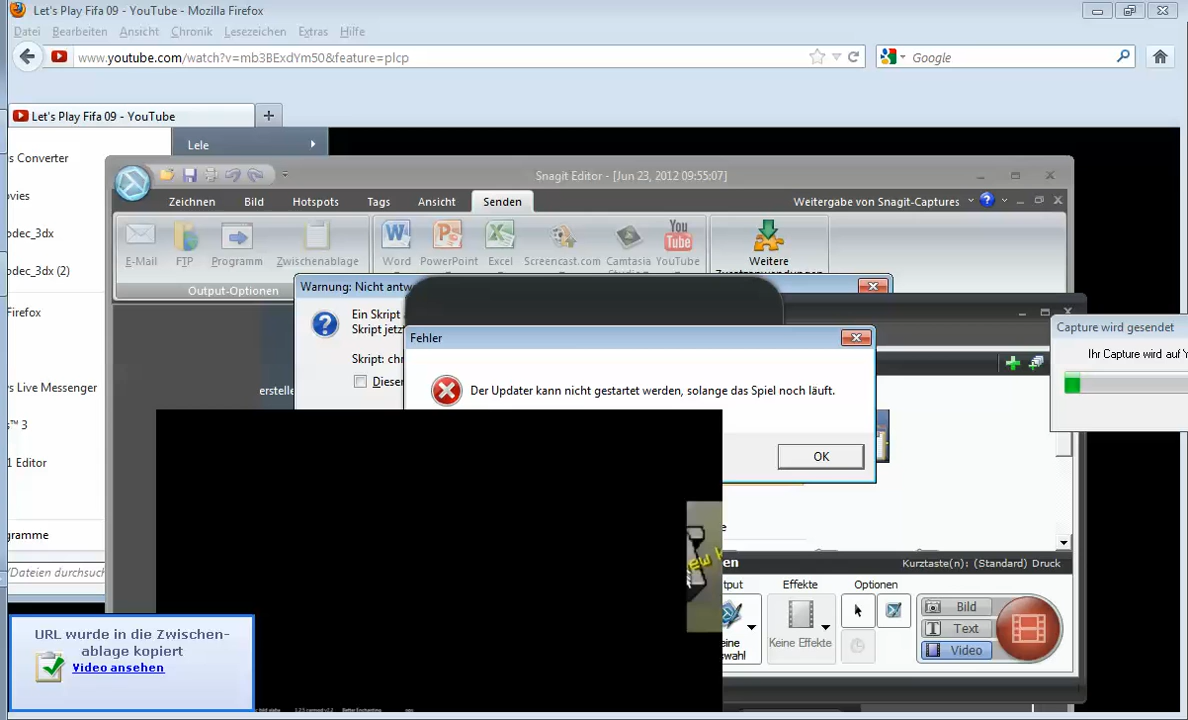 Let's Play Fifa 09 - YouTube - Mozilla Firefox
Datei Bearbeiten Ansicht Chronik Lesezeichen Extras Hilfe
www.youtube.com/watch?v=mb3BExdYm50&feature=plcp
Google
Let's Play Fifa 09 - YouTube
Lele
s Converter
Snagit Editor - [Jun 23, 2012 09:55:07]
Zeichnen Bild Hotspots Tags Ansicht Senden
Weitergabe von Snagit-Captures
E-Mail FTP Programm Zwischenablage Word PowerPoint Excel Screencast.com Camtasia YouTube Weitere
Output-Optionen
ovies
odec_3dx
odec_3dx (2)
Firefox
s Live Messenger
s™ 3
1 Editor
gramme
/Dateien durchsuch
Warnung: Nicht antw
Ein Skript
Skript jetz
Skript: chr
Dieser
erstelle
Fehler
Der Updater kann nicht gestartet werden, solange das Spiel noch läuft.
OK
Capture wird gesendet
Ihr Capture wird auf Y
en
Kurztaste(n): (Standard) Druck
tput Effekte Optionen
Keine Effekte
wahl
Bild
Text
Video
ew
URL wurde in die Zwischen-
ablage kopiert
Video ansehen